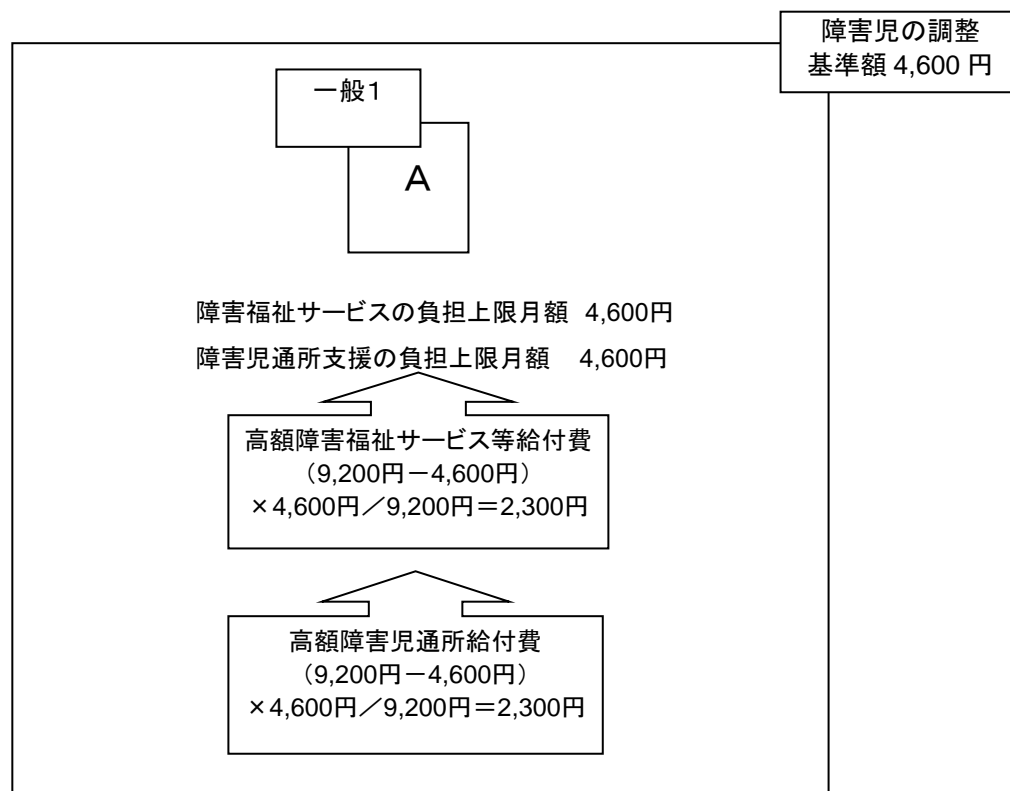 障害児の調整
基準額 4,600 円
一般1
A
障害福祉サービスの負担上限月額 4,600円
障害児通所支援の負担上限月額 4,600円
高額障害福祉サービス等給付費
（9,200円－4,600円）
×4,600円／9,200円＝2,300円
高額障害児通所給付費
（9,200円－4,600円）
×4,600円／9,200円＝2,300円